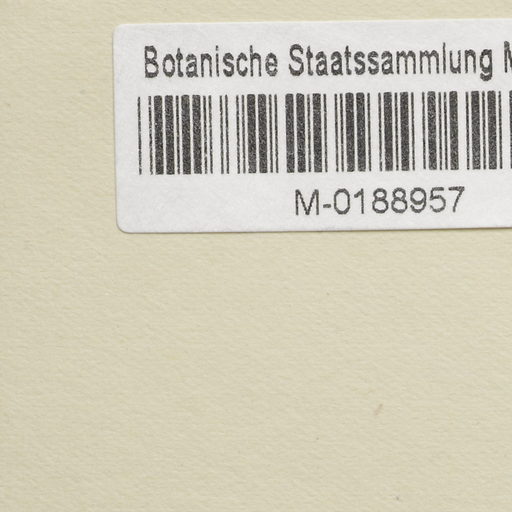 Botanische Staatssammlung M
M-0188957